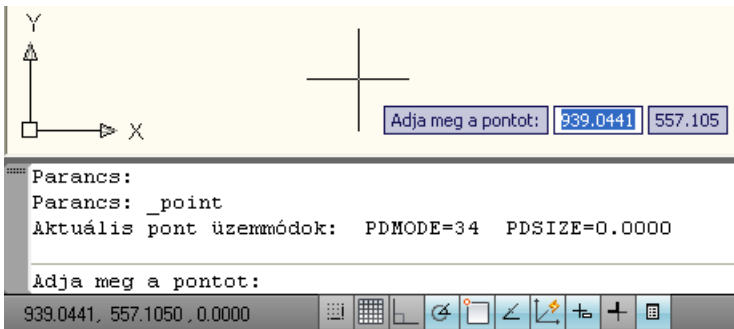 Y
X
Adja meg a pontot: 939.0441 557.105
Parancs:
Parancs: _point
Aktuális pont üzemmódok: PDMODE=34 PDSIZE=0.0000
Adja meg a pontot:
939.0441, 557.1050 , 0.0000